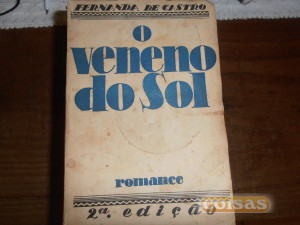 FERNANDA DE CASTRO
o
veneno
do Sol
romance
2ª. edição
coisas